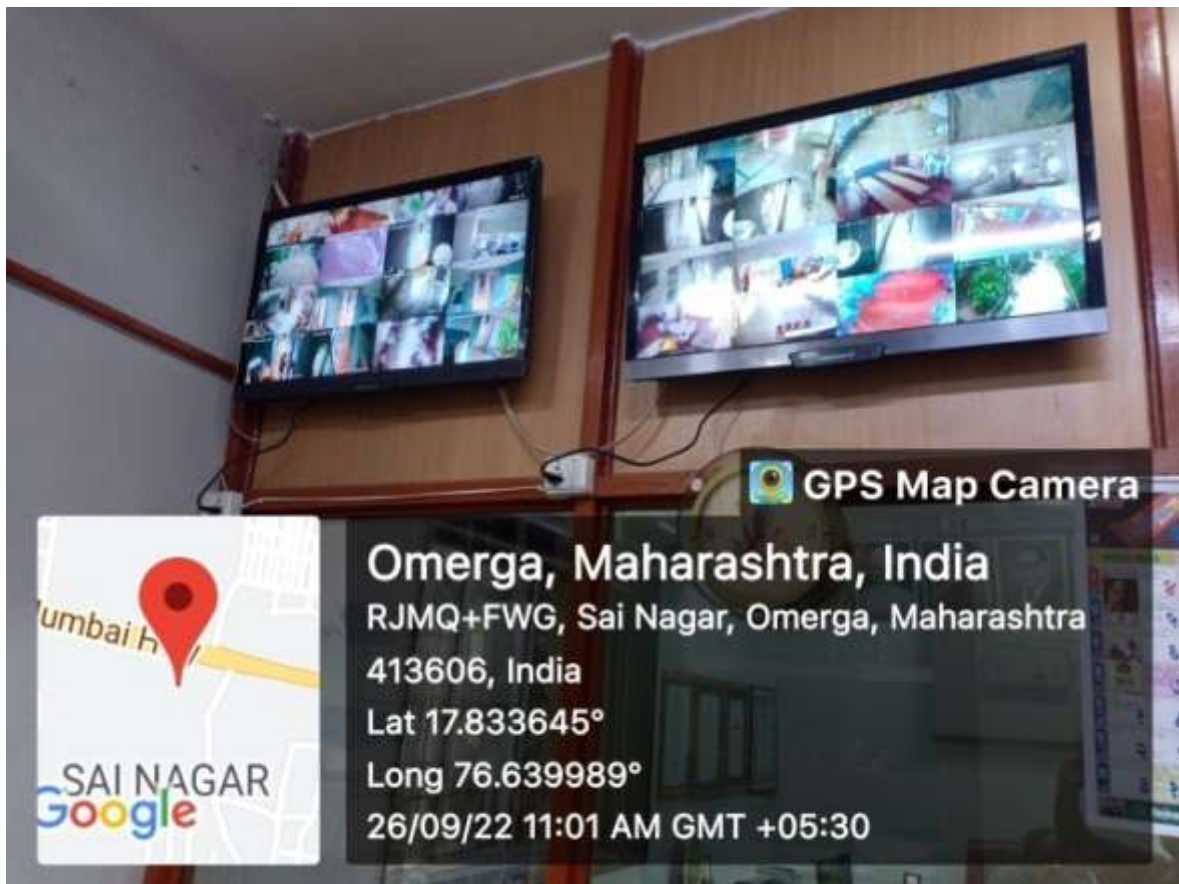 GPS Map Camera
Omerga, Maharashtra, India
RJMQ+FWG, Sai Nagar, Omerga, Maharashtra
413606, India
Lat 17.833645°
Long 76.639989°
26/09/22 11:01 AM GMT +05:30
SAI NAGAR
Google